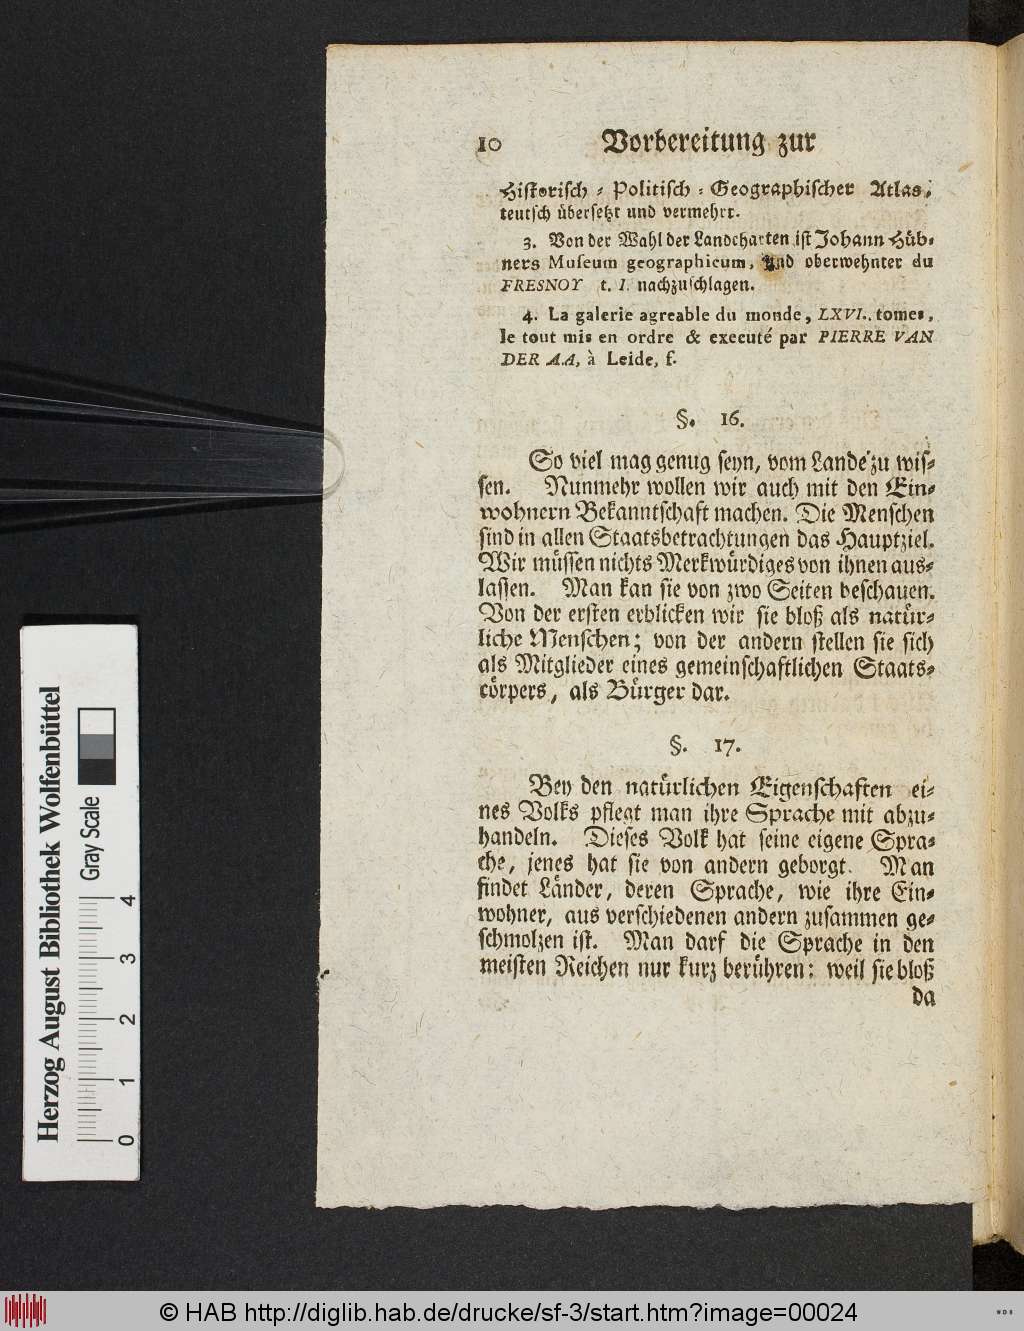 10 Vorbereitung zur
Historisch - Politisch - Geographischer Atlas,
teutsch übersetzt und vermehrt.
3. Von der Wahl der Landcharten ist Johann Hüb-
ners Museum geographicum, und oberwehnter du
FRESNOY t. I. nachzuschlagen.
4. La galerie agreable du monde, LXVI. tomes,
le tout mis en ordre & executé par PIERRE VAN
DER AA, à Leide, f.
§. 16.
So viel mag genug seyn, vom Lande zu wis-
sen. Nunmehr wollen wir auch mit den Ein-
wohnern Bekanntschaft machen. Die Menschen
sind in allen Staatsbetrachtungen das Hauptziel.
Wir müssen nichts Merkwürdiges von ihnen aus-
lassen. Man kan sie von zwo Seiten beschauen.
Von der ersten erblicken wir sie bloß als natür-
liche Menschen; von der andern stellen sie sich
als Mitglieder eines gemeinschaftlichen Staats-
cörpers, als Bürger dar.
§. 17.
Bey den natürlichen Eigenschaften ei-
nes Volks pflegt man ihre Sprache mit abzu-
handeln. Dieses Volk hat seine eigene Spra-
che, jenes hat sie von andern geborgt. Man
findet Länder, deren Sprache, wie ihre Ein-
wohner, aus verschiedenen andern zusammen ge-
schmolzen ist. Man darf die Sprache in den
meisten Reichen nur kurz berühren: weil sie bloß
da
Herzog August Bibliothek Wolfenbüttel
Gray Scale
0 1 2 3 4
© HAB http://diglib.hab.de/drucke/sf-3/start.htm?image=00024
WDB